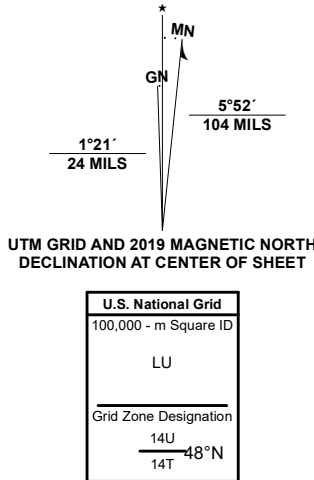 ★
MN
GN
5°52´
104 MILS
1°21´
24 MILS
UTM GRID AND 2019 MAGNETIC NORTH
DECLINATION AT CENTER OF SHEET
U.S. National Grid
100,000 - m Square ID
LU
Grid Zone Designation
14U
48°N
14T